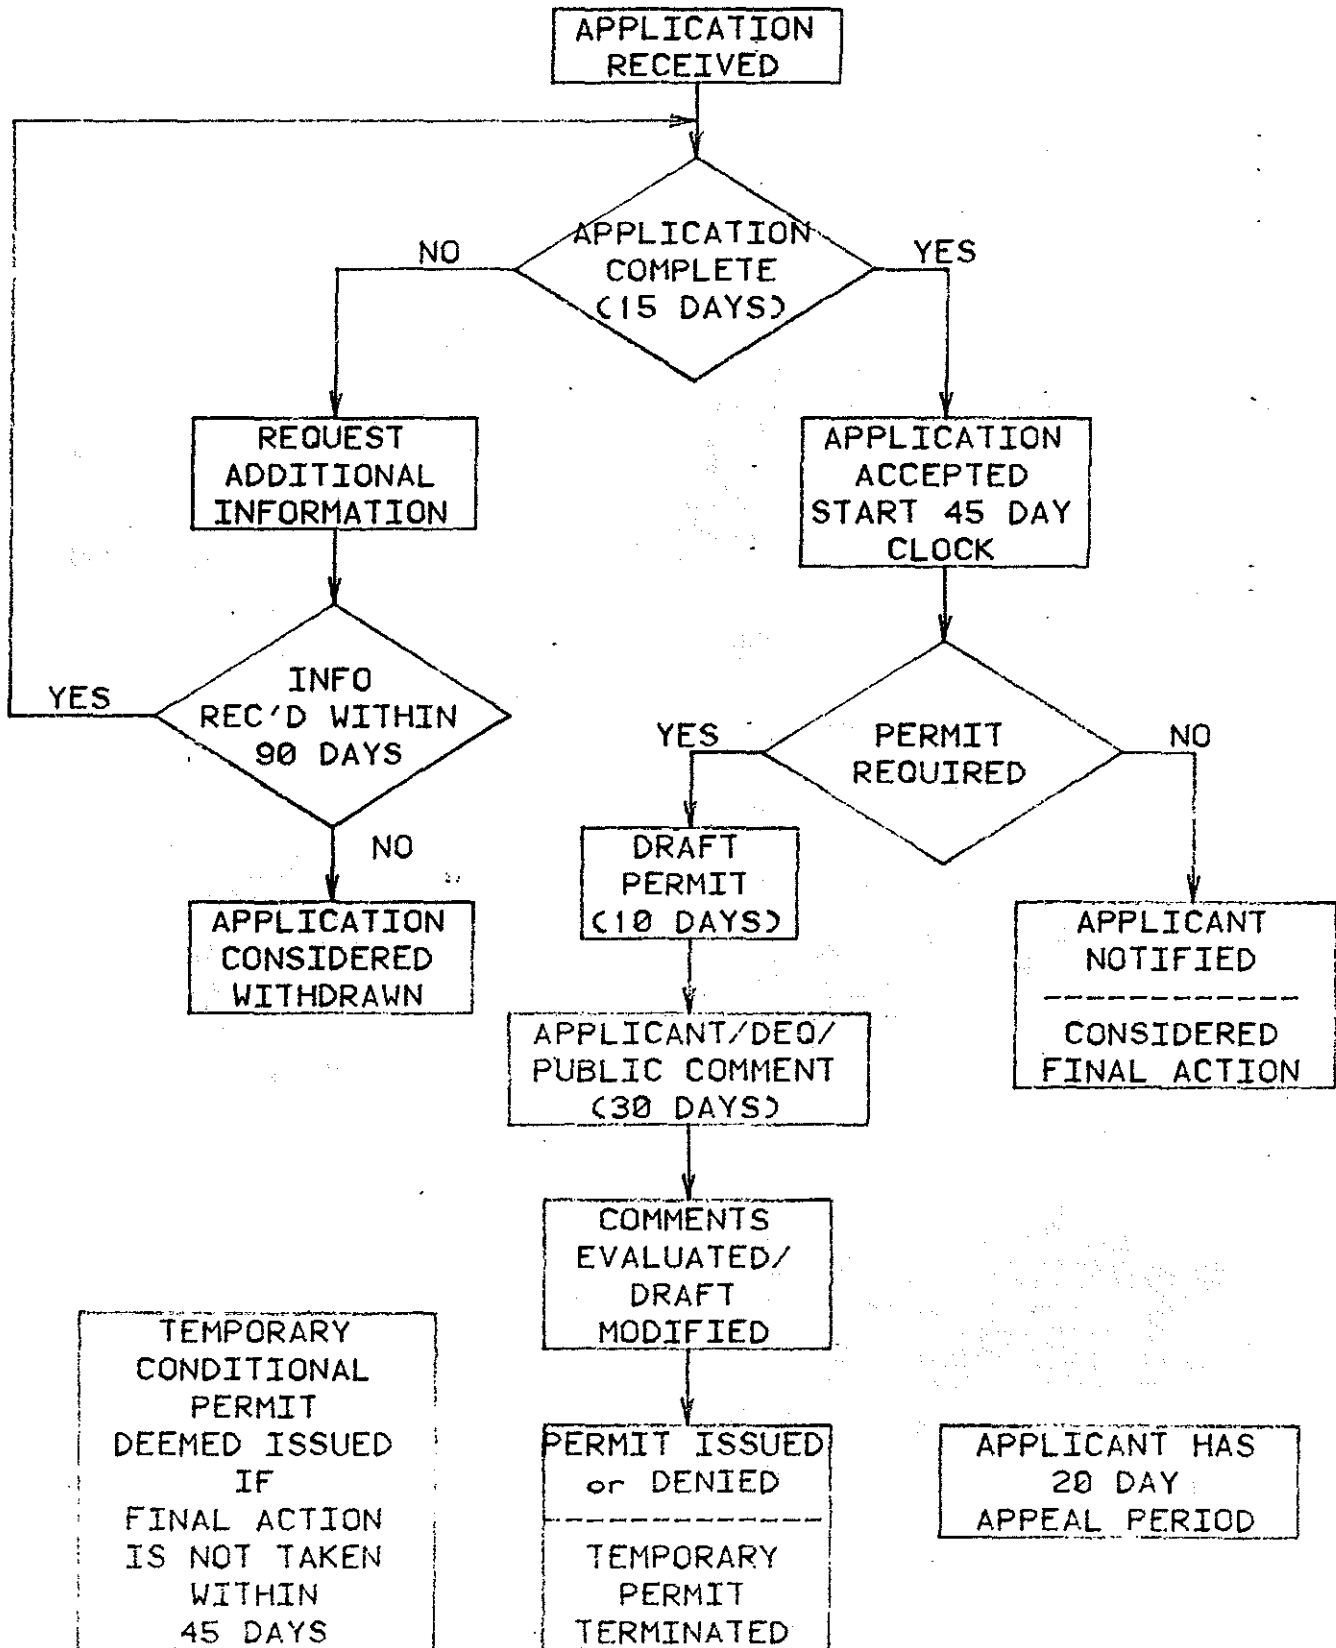 APPLICATION
RECEIVED
APPLICATION
COMPLETE
(15 DAYS)
NO
YES
REQUEST
ADDITIONAL
INFORMATION
APPLICATION
ACCEPTED
START 45 DAY
CLOCK
INFO
REC'D WITHIN
90 DAYS
YES
NO
APPLICATION
CONSIDERED
WITHDRAWN
PERMIT
REQUIRED
YES
NO
DRAFT
PERMIT
(10 DAYS)
APPLICANT
NOTIFIED
CONSIDERED
FINAL ACTION
APPLICANT/DEQ/
PUBLIC COMMENT
(30 DAYS)
COMMENTS
EVALUATED/
DRAFT
MODIFIED
TEMPORARY
CONDITIONAL
PERMIT
DEEMED ISSUED
IF
FINAL ACTION
IS NOT TAKEN
WITHIN
45 DAYS
PERMIT ISSUED
or DENIED
TEMPORARY
PERMIT
TERMINATED
APPLICANT HAS
20 DAY
APPEAL PERIOD